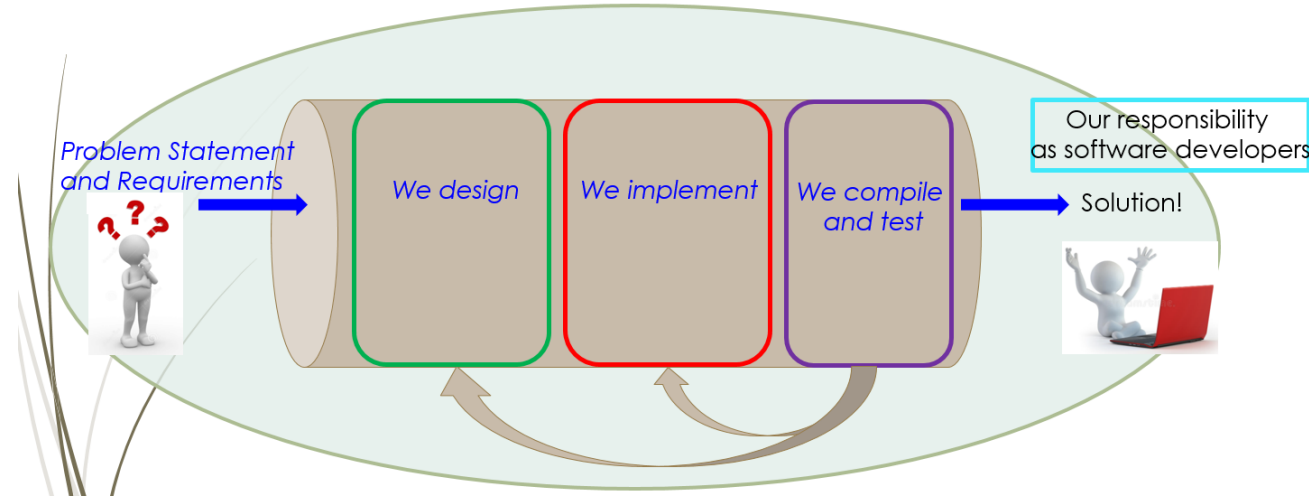 Problem Statement
and Requirements
We design
We implement
We compile
and test
Our responsibility
as software developers
Solution!